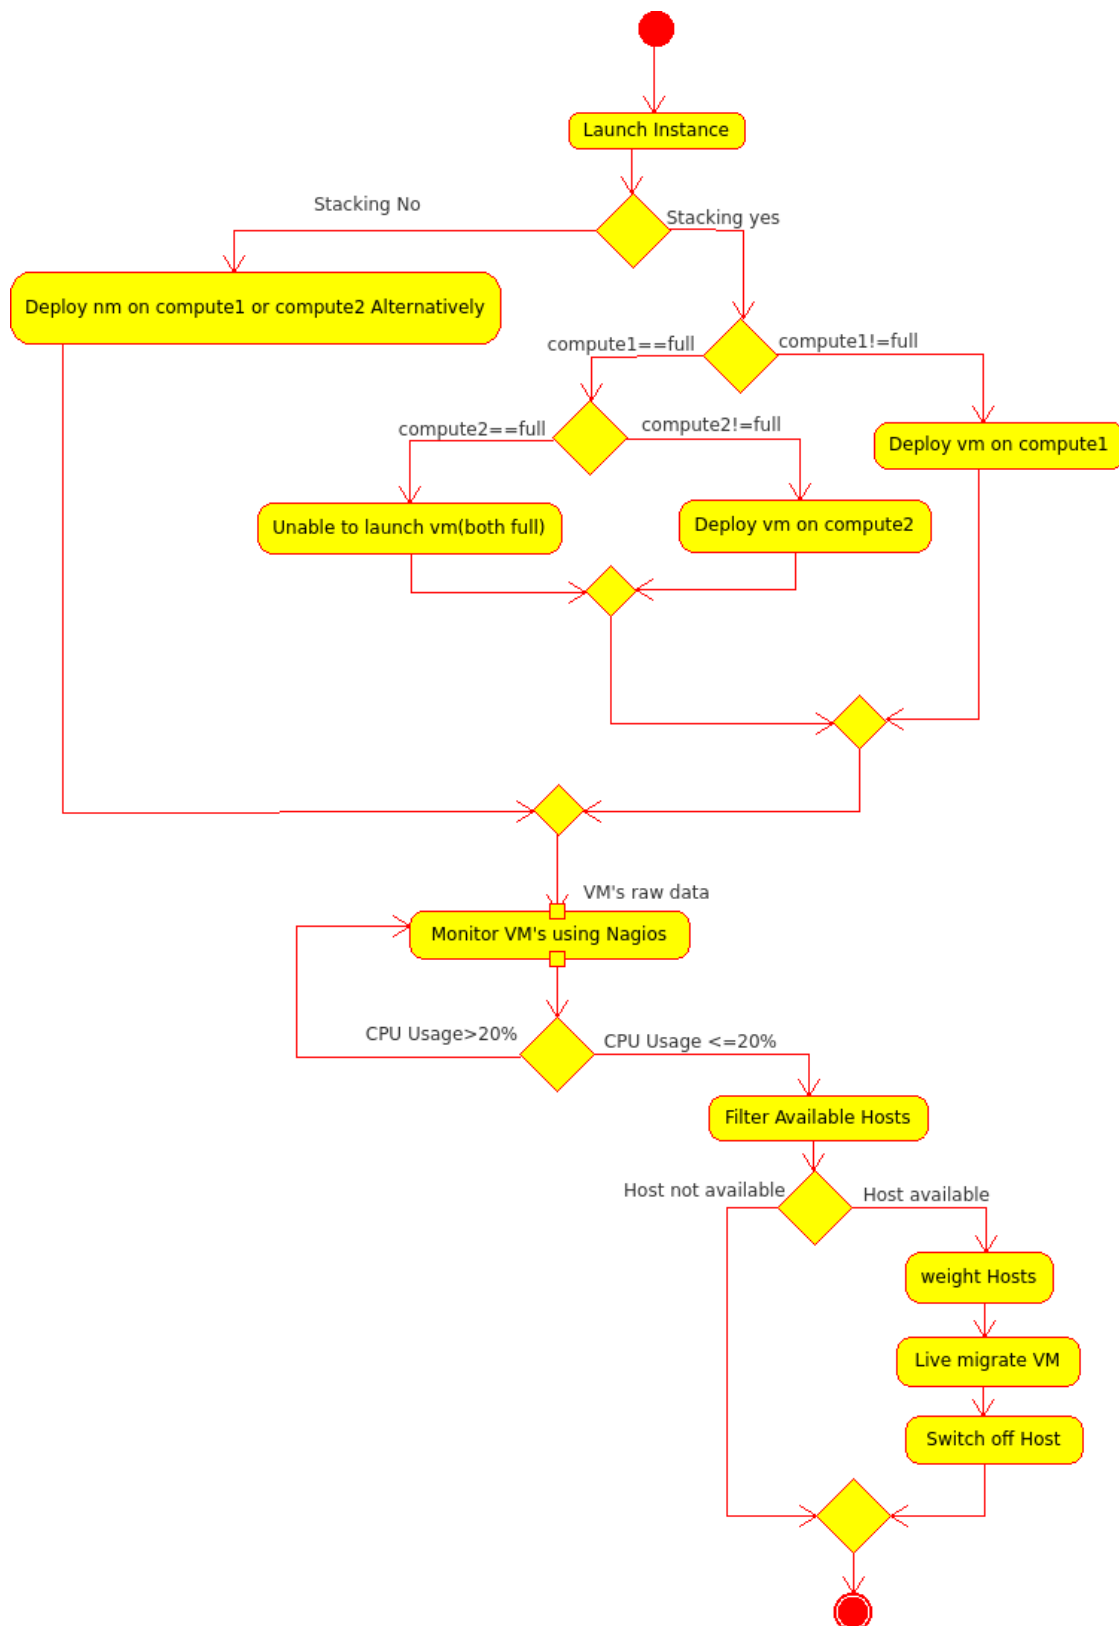 Launch Instance
Stacking No
Stacking yes
Deploy nm on compute1 or compute2 Alternatively
compute1==full
compute1!=full
compute2==full
compute2!=full
Deploy vm on compute1
Unable to launch vm(both full)
Deploy vm on compute2
VM's raw data
Monitor VM's using Nagios
CPU Usage>20%
CPU Usage <=20%
Filter Available Hosts
Host not available
Host available
weight Hosts
Live migrate VM
Switch off Host